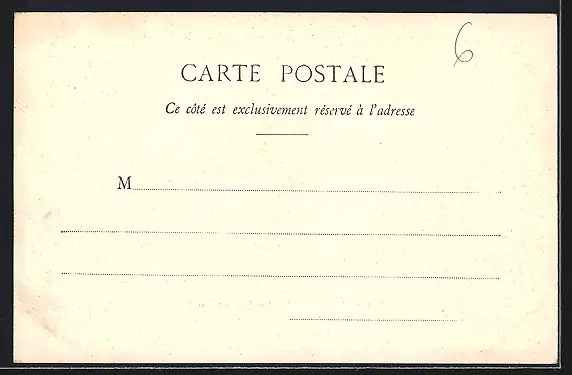 6
CARTE POSTALE
Ce côté est exclusivement réservé à l'adresse
M